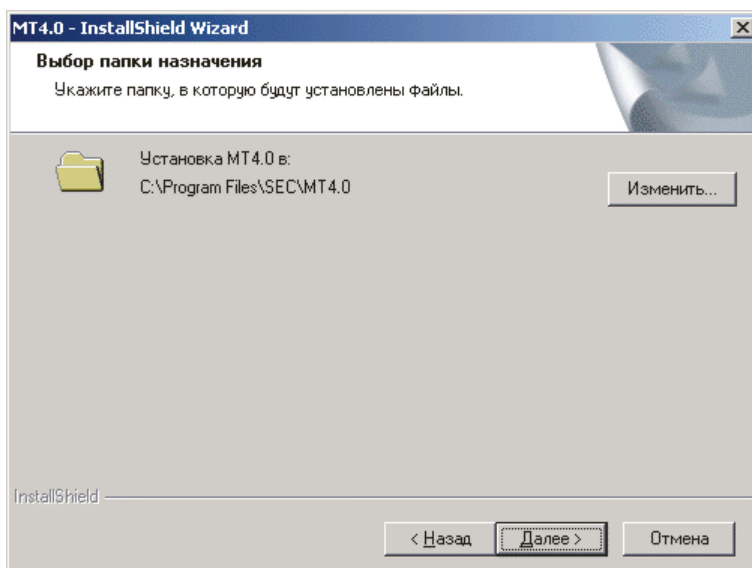 MT4.0 - InstallShield Wizard
Выбор папки назначения
Укажите папку, в которую будут установлены файлы.
Установка MT4.0 в:
C:\Program Files\SEC\MT4.0
Изменить...
InstallShield
< Назад
Далее >
Отмена